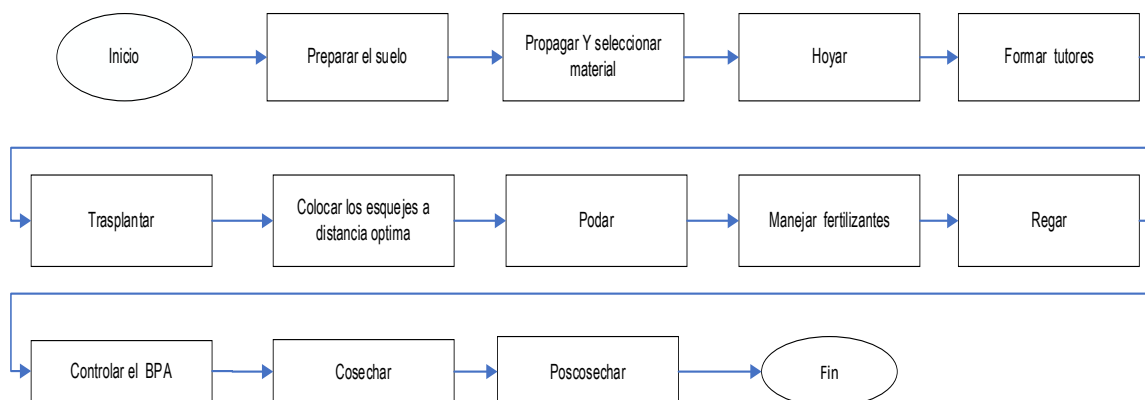 Inicio
Preparar el suelo
Propagar Y seleccionar
material
Hoyar
Formar tutores
Trasplantar
Colocar los esquejes a
distancia optima
Podar
Manejar fertilizantes
Regar
Controlar el BPA
Cosechar
Poscosechar
Fin